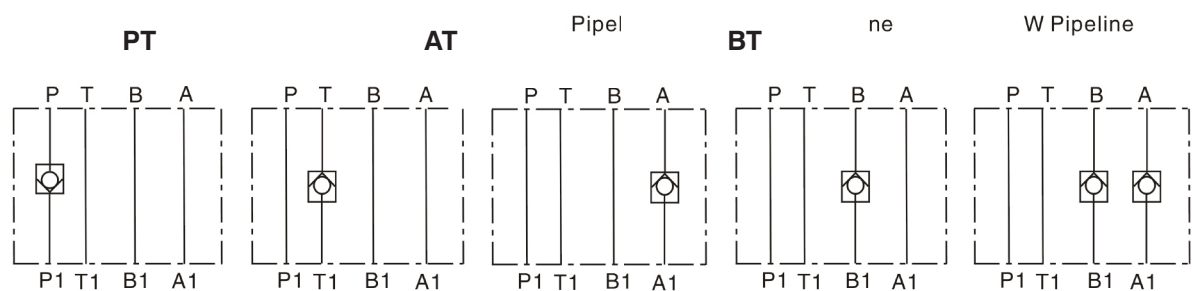 Pipel ne W Pipeline
PT AT BT
P T B A P T B A P T B A P T B A P T B A
P1 T1 B1 A1 P1 T1 B1 A1 P1 T1 B1 A1 P1 T1 B1 A1 P1 T1 B1 A1